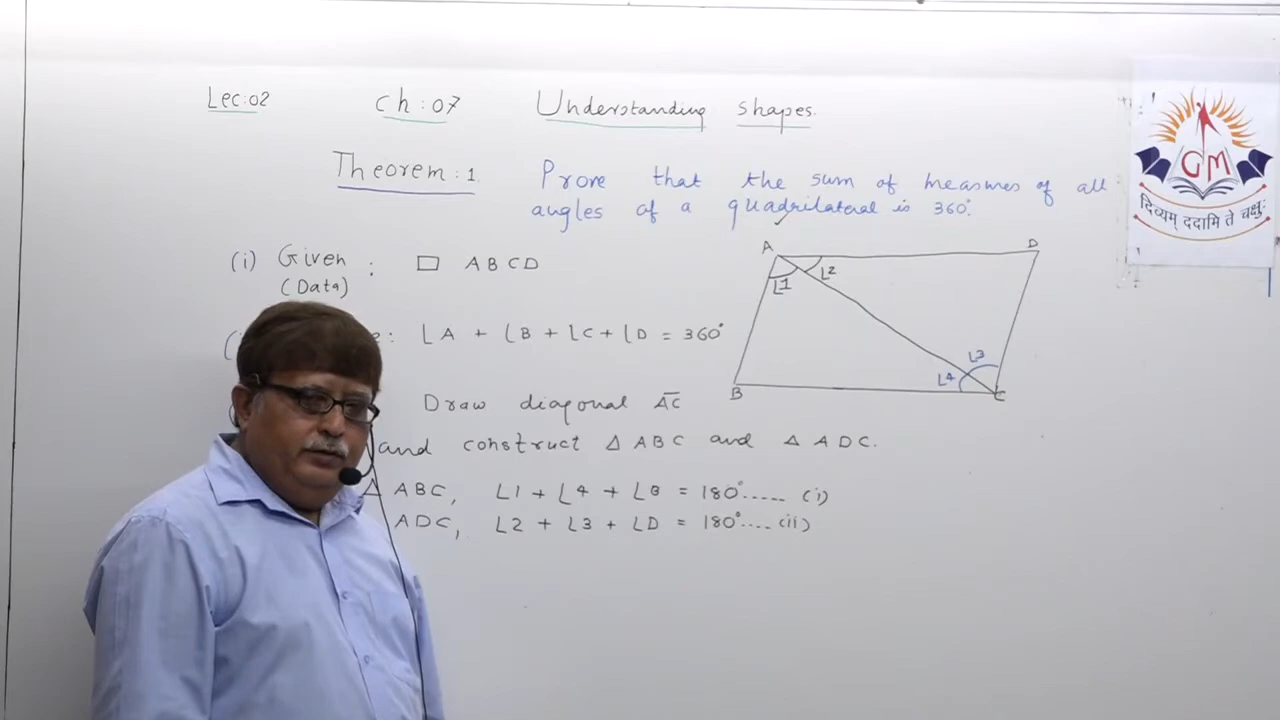 Lec:02 Ch:07 Understanding shapes.
Theorem:1. Prove that the sum of measures of all
angles of a quadrilateral is 360°.
(i) Given : □ ABCD
(Data)
: ∠A + ∠B + ∠C + ∠D = 360°
Draw diagonal A̅C̅
and construct △ ABC and △ ADC.
△ ABC, ∠1 + ∠4 + ∠B = 180°..... (i)
ADC, ∠2 + ∠3 + ∠D = 180°.... (ii)
A D
∠1 ∠2
∠3
∠4
B C
GM
दिव्यम् ददामि ते चक्षुः